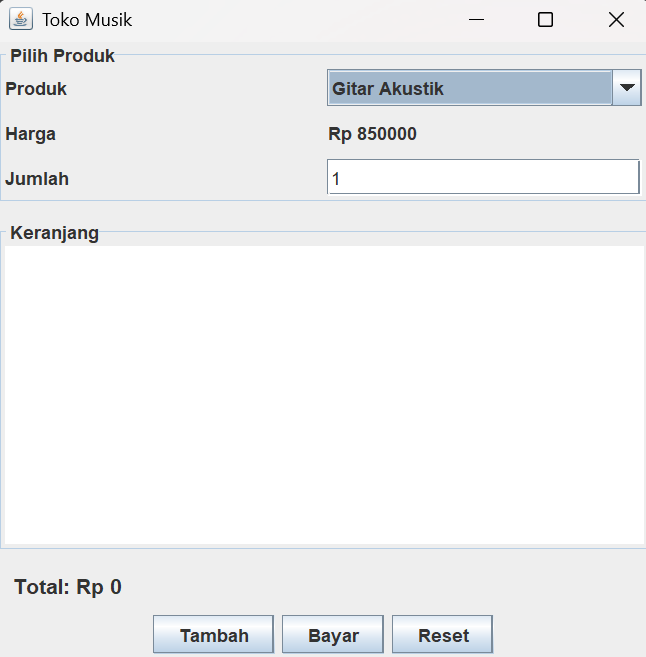 Toko Musik
Pilih Produk
Produk Gitar Akustik
Harga Rp 850000
Jumlah 1
Keranjang
Total: Rp 0
Tambah Bayar Reset